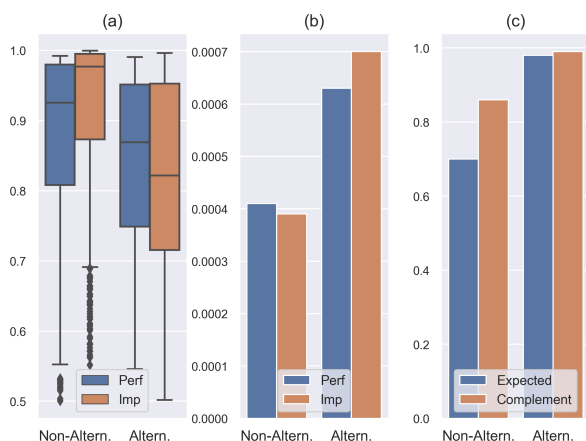 (a)
1.0
0.9
0.8
0.7
0.6
0.5
Perf
Imp
Non-Altern.
Altern.
(b)
0.0007
0.0006
0.0005
0.0004
0.0003
0.0002
0.0001
0.0000
Perf
Imp
Non-Altern.
Altern.
(c)
1.0
0.8
0.6
0.4
0.2
0.0
Expected
Complement
Non-Altern.
Altern.